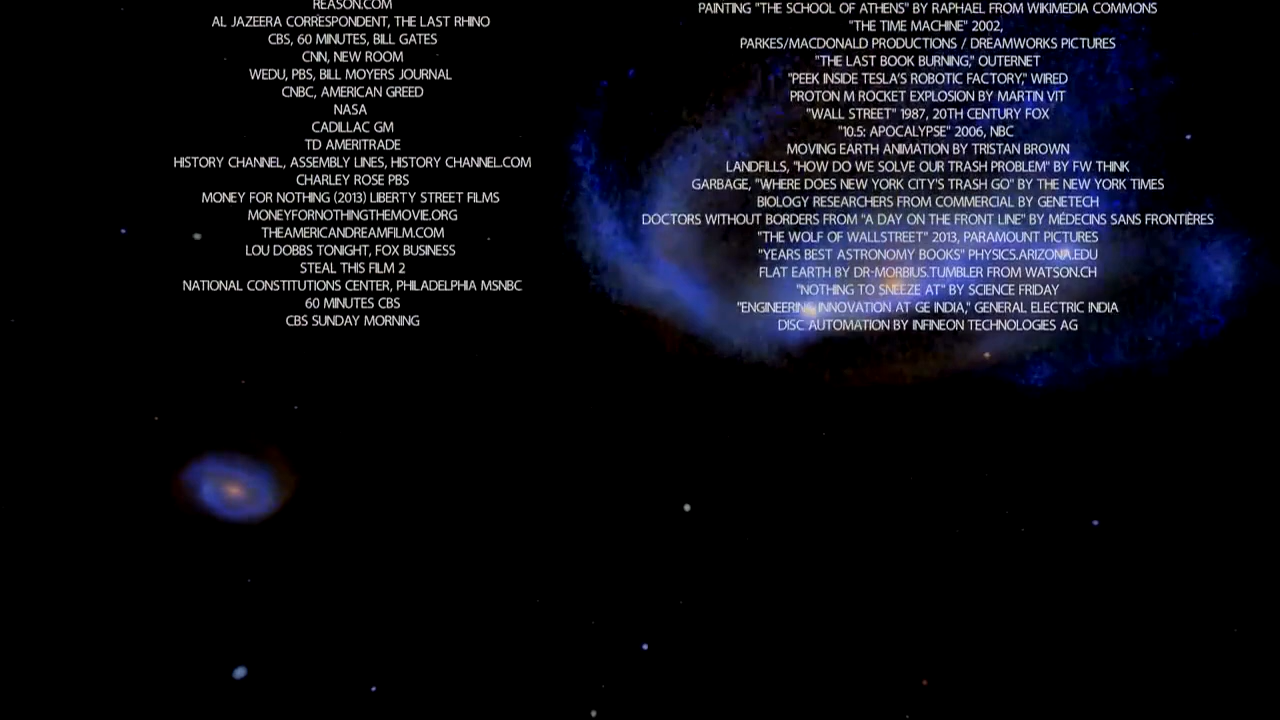 REASON.COM
AL JAZEERA CORRESPONDENT, THE LAST RHINO
CBS, 60 MINUTES, BILL GATES
CNN, NEW ROOM
WEDU, PBS, BILL MOYERS JOURNAL
CNBC, AMERICAN GREED
NASA
CADILLAC GM
TD AMERITRADE
HISTORY CHANNEL, ASSEMBLY LINES, HISTORY CHANNEL.COM
CHARLEY ROSE PBS
MONEY FOR NOTHING (2013) LIBERTY STREET FILMS
MONEYFORNOTHINGTHEMOVIE.ORG
THEAMERICANDREAMFILM.COM
LOU DOBBS TONIGHT, FOX BUSINESS
STEAL THIS FILM 2
NATIONAL CONSTITUTIONS CENTER, PHILADELPHIA MSNBC
60 MINUTES CBS
CBS SUNDAY MORNING
PAINTING "THE SCHOOL OF ATHENS" BY RAPHAEL FROM WIKIMEDIA COMMONS
"THE TIME MACHINE" 2002,
PARKES/MACDONALD PRODUCTIONS / DREAMWORKS PICTURES
"THE LAST BOOK BURNING," OUTERNET
"PEEK INSIDE TESLA'S ROBOTIC FACTORY," WIRED
PROTON M ROCKET EXPLOSION BY MARTIN VIT
"WALL STREET" 1987, 20TH CENTURY FOX
"10.5: APOCALYPSE" 2006, NBC
MOVING EARTH ANIMATION BY TRISTAN BROWN
LANDFILLS, "HOW DO WE SOLVE OUR TRASH PROBLEM" BY FW THINK
GARBAGE, "WHERE DOES NEW YORK CITY'S TRASH GO" BY THE NEW YORK TIMES
BIOLOGY RESEARCHERS FROM COMMERCIAL BY GENETECH
DOCTORS WITHOUT BORDERS FROM "A DAY ON THE FRONT LINE" BY MÉDECINS SANS FRONTIÈRES
"THE WOLF OF WALLSTREET" 2013, PARAMOUNT PICTURES
"YEARS BEST ASTRONOMY BOOKS" PHYSICS.ARIZONA.EDU
FLAT EARTH BY DR-MORBIUS.TUMBLER FROM WATSON.CH
"NOTHING TO SNEEZE AT" BY SCIENCE FRIDAY
"ENGINEERING INNOVATION AT GE INDIA," GENERAL ELECTRIC INDIA
DISC AUTOMATION BY INFINEON TECHNOLOGIES AG